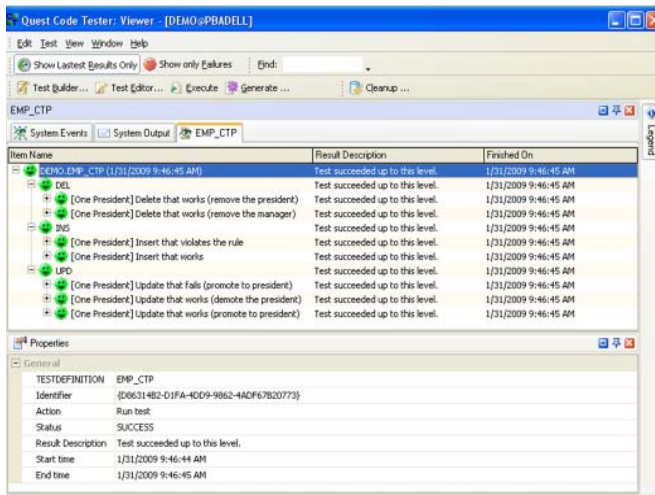 Quest Code Tester: Viewer - [DEMO@PBADELL]
Edit Test View Window Help
Show Lastest Results Only Show only Failures Find:
Test Builder... Test Editor... Execute Generate ... Cleanup ...
EMP_CTP
Legend
System Events System Output EMP_CTP
Item Name Result Description Finished On
DEMO.EMP_CTP (1/31/2009 9:46:45 AM) Test succeeded up to this level. 1/31/2009 9:46:45 AM
DEL Test succeeded up to this level. 1/31/2009 9:46:45 AM
[One President] Delete that works (remove the president) Test succeeded up to this level. 1/31/2009 9:46:45 AM
[One President] Delete that works (remove the manager) Test succeeded up to this level. 1/31/2009 9:46:45 AM
INS Test succeeded up to this level. 1/31/2009 9:46:45 AM
[One President] Insert that violates the rule Test succeeded up to this level. 1/31/2009 9:46:45 AM
[One President] Insert that works Test succeeded up to this level. 1/31/2009 9:46:45 AM
UPD Test succeeded up to this level. 1/31/2009 9:46:45 AM
[One President] Update that fails (promote to president) Test succeeded up to this level. 1/31/2009 9:46:45 AM
[One President] Update that works (demote the president) Test succeeded up to this level. 1/31/2009 9:46:45 AM
[One President] Update that works (promote to president) Test succeeded up to this level. 1/31/2009 9:46:45 AM
Properties
General
TESTDEFINITION EMP_CTP
Identifier {D86314B2-D1FA-4DD9-9862-4ADF67B20773}
Action Run test
Status SUCCESS
Result Description Test succeeded up to this level.
Start time 1/31/2009 9:46:44 AM
End time 1/31/2009 9:46:45 AM